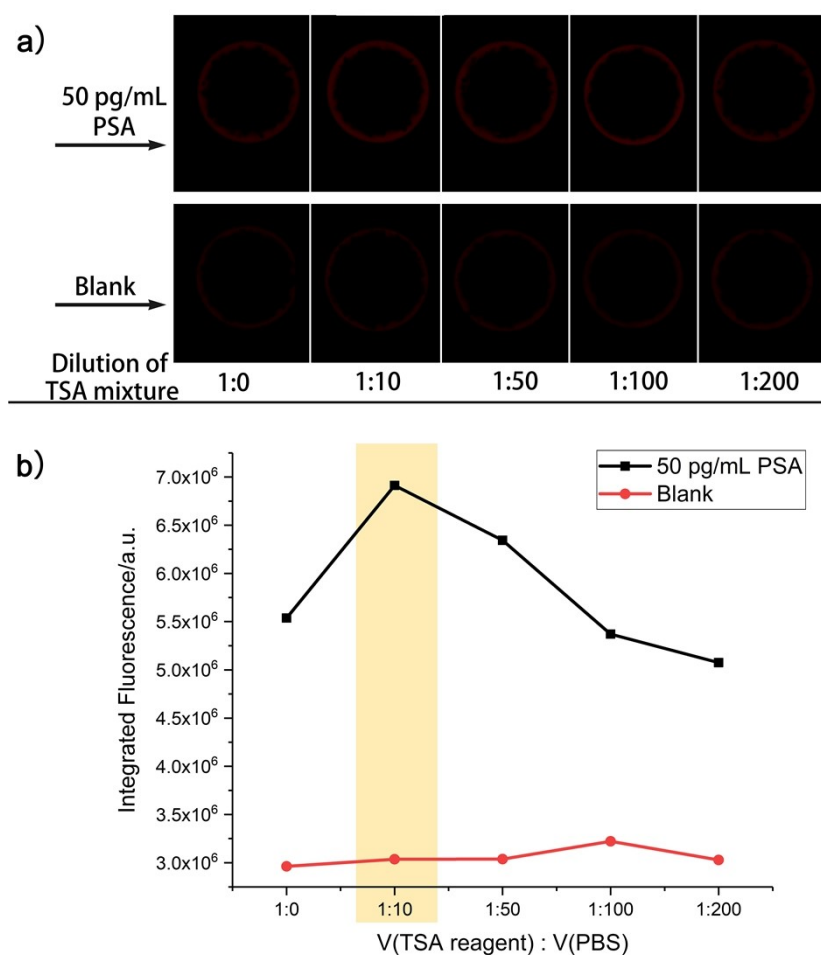 a)
50 pg/mL
PSA
Blank
Dilution of
TSA mixture
1:0 1:10 1:50 1:100 1:200
b)
50 pg/mL PSA
Blank
7.0x10⁶
6.5x10⁶
6.0x10⁶
5.5x10⁶
5.0x10⁶
4.5x10⁶
4.0x10⁶
3.5x10⁶
3.0x10⁶
Integrated Fluorescence/a.u.
1:0 1:10 1:50 1:100 1:200
V(TSA reagent) : V(PBS)